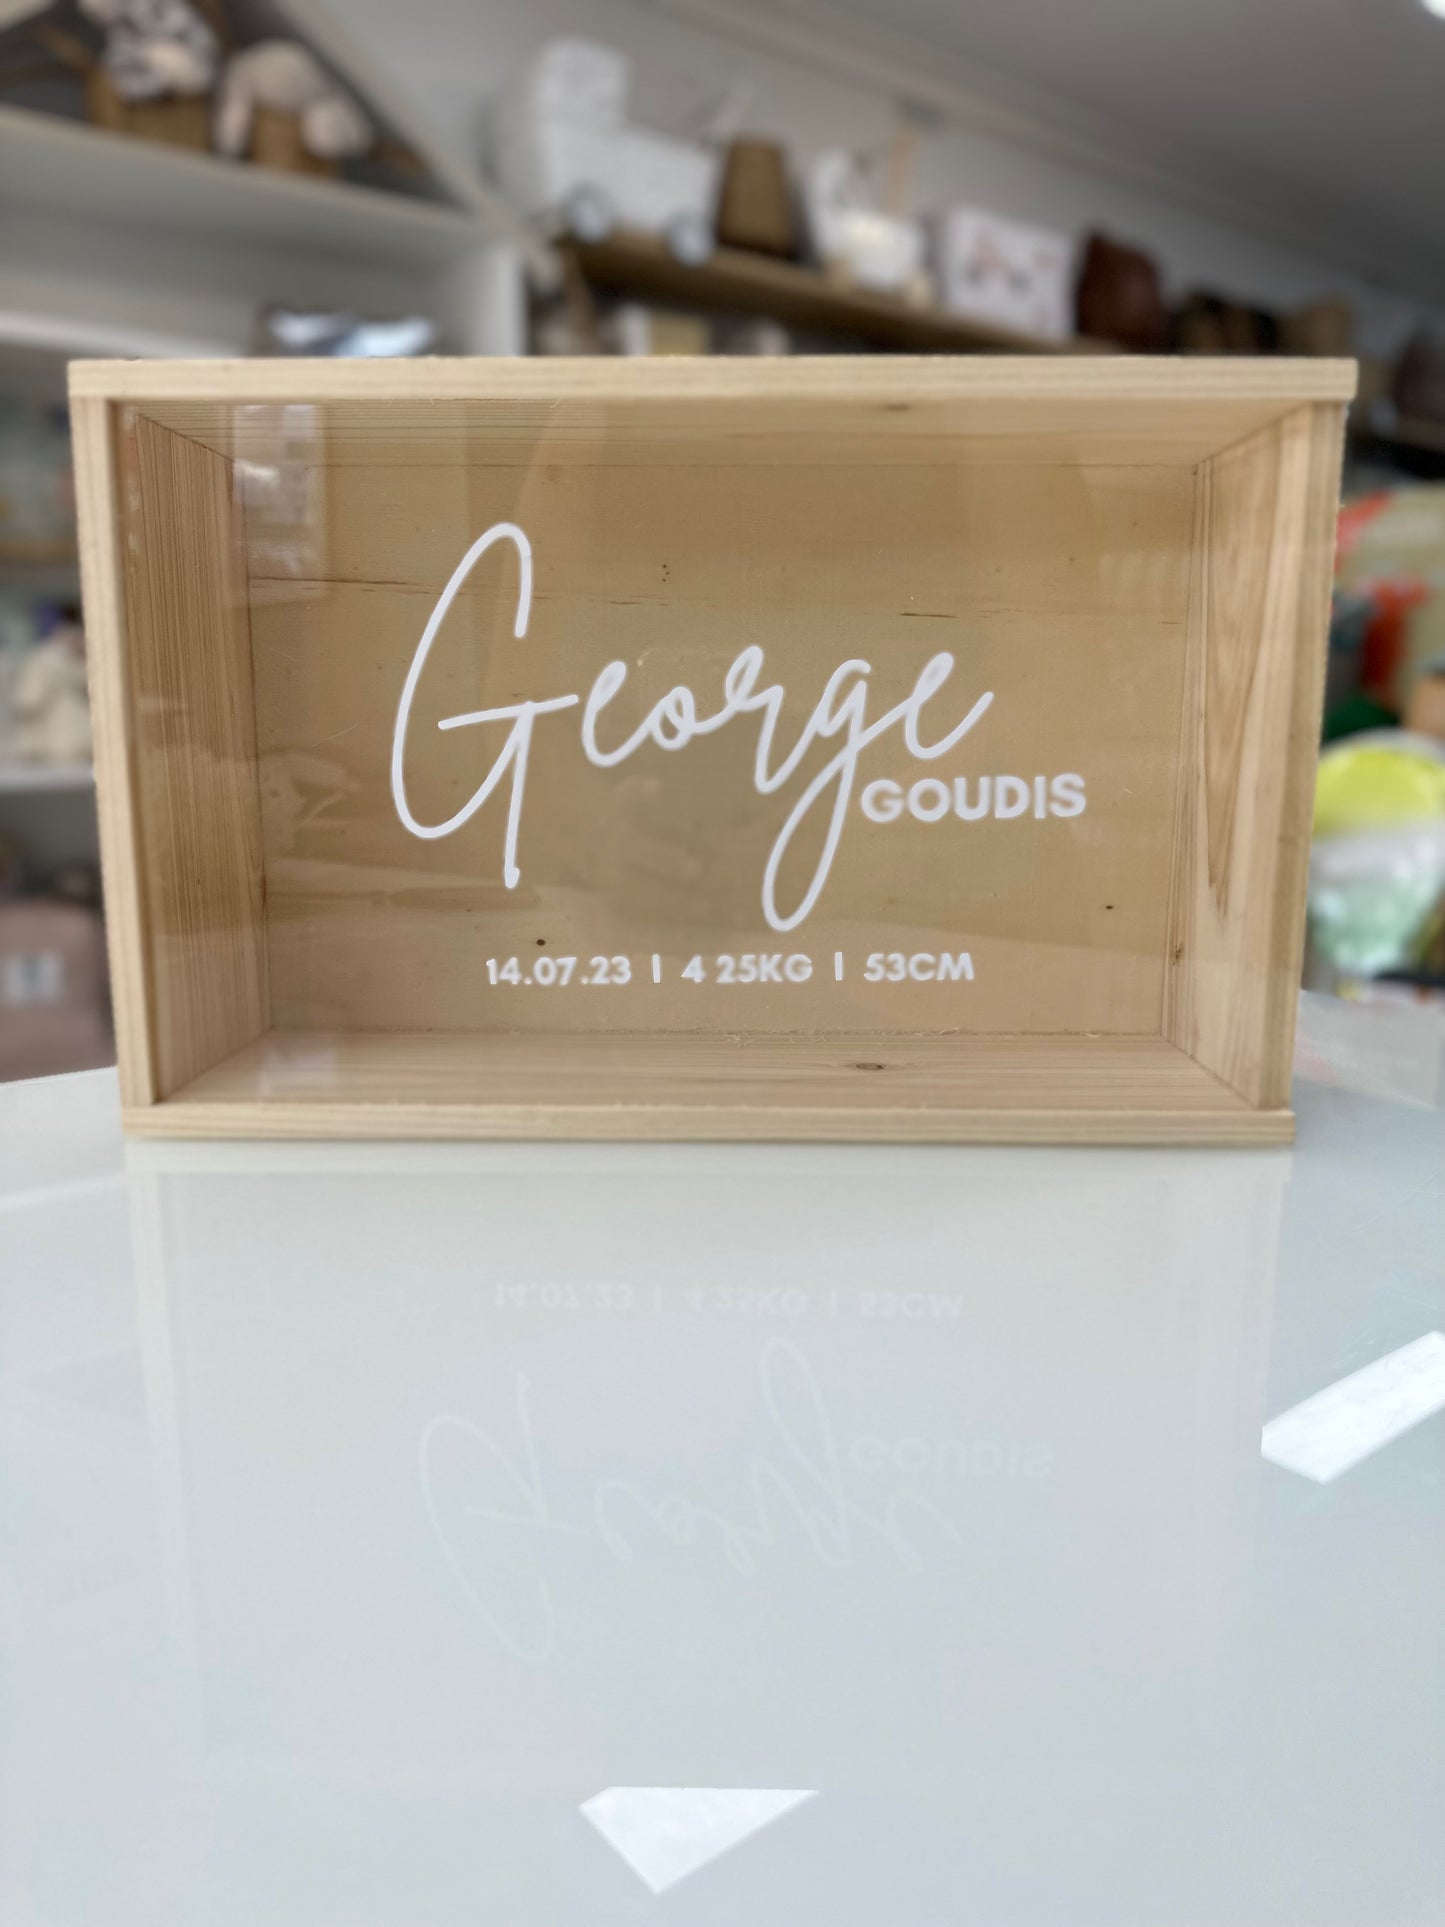 George
GOUDIS
14.07.23 | 4 25KG | 53CM